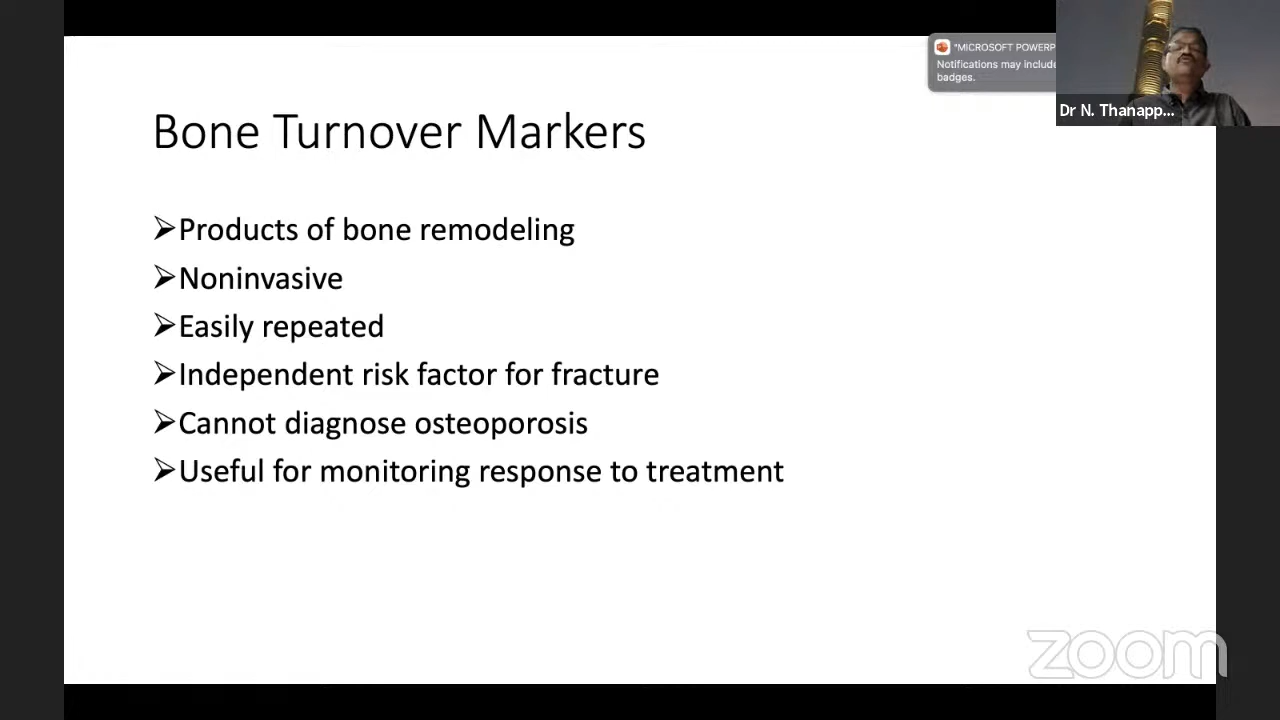 "MICROSOFT POWERP
Notifications may include
badges.
Dr N. Thanapp...
Bone Turnover Markers
➢Products of bone remodeling
➢Noninvasive
➢Easily repeated
➢Independent risk factor for fracture
➢Cannot diagnose osteoporosis
➢Useful for monitoring response to treatment
zoom